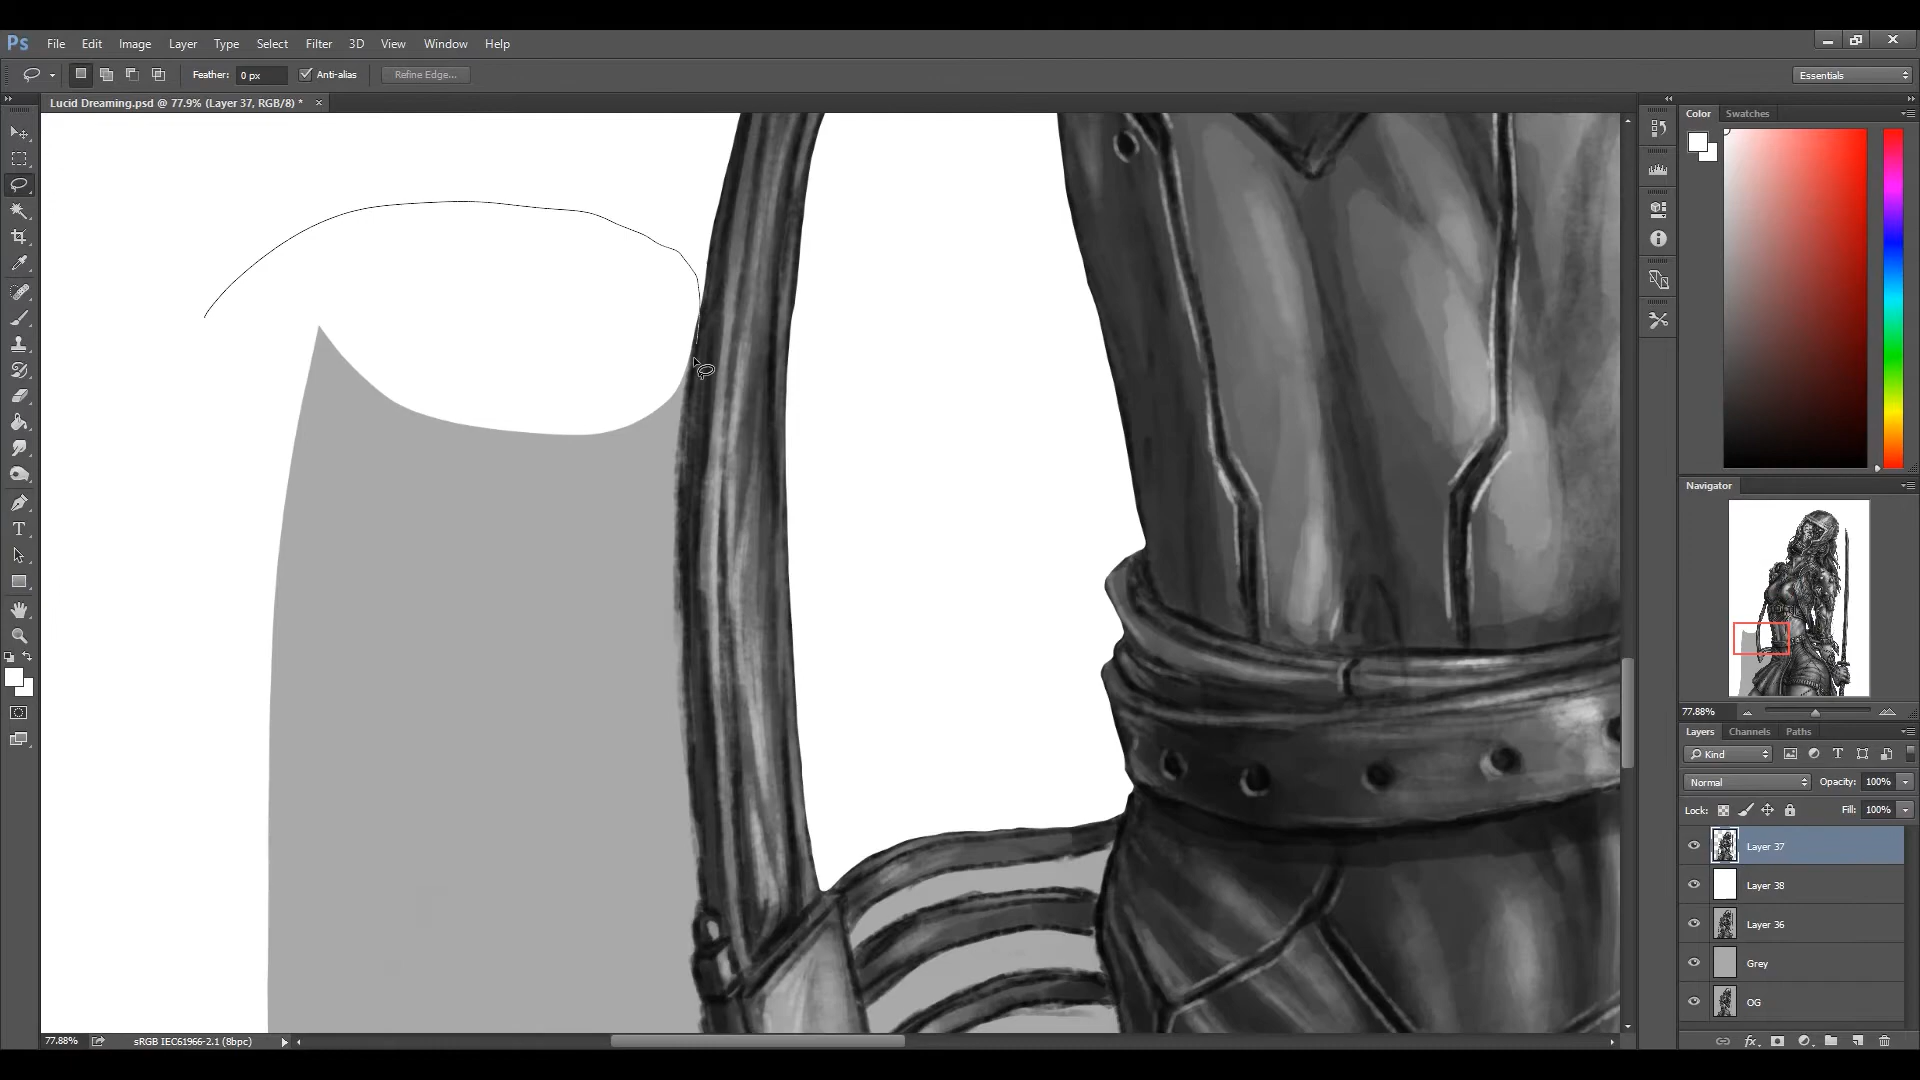 Ps File Edit Image Layer Type Select Filter 3D View Window Help
Feather: 0 px Anti-alias Refine Edge... Essentials
Lucid Dreaming.psd @ 77.9% (Layer 37, RGB/8) * ×
Color Swatches
Navigator
77.88%
Layers Channels Paths
Kind
Normal Opacity: 100%
Lock: Fill: 100%
Layer 37
Layer 38
Layer 36
Grey
OG
77.88% sRGB IEC61966-2.1 (8bpc)